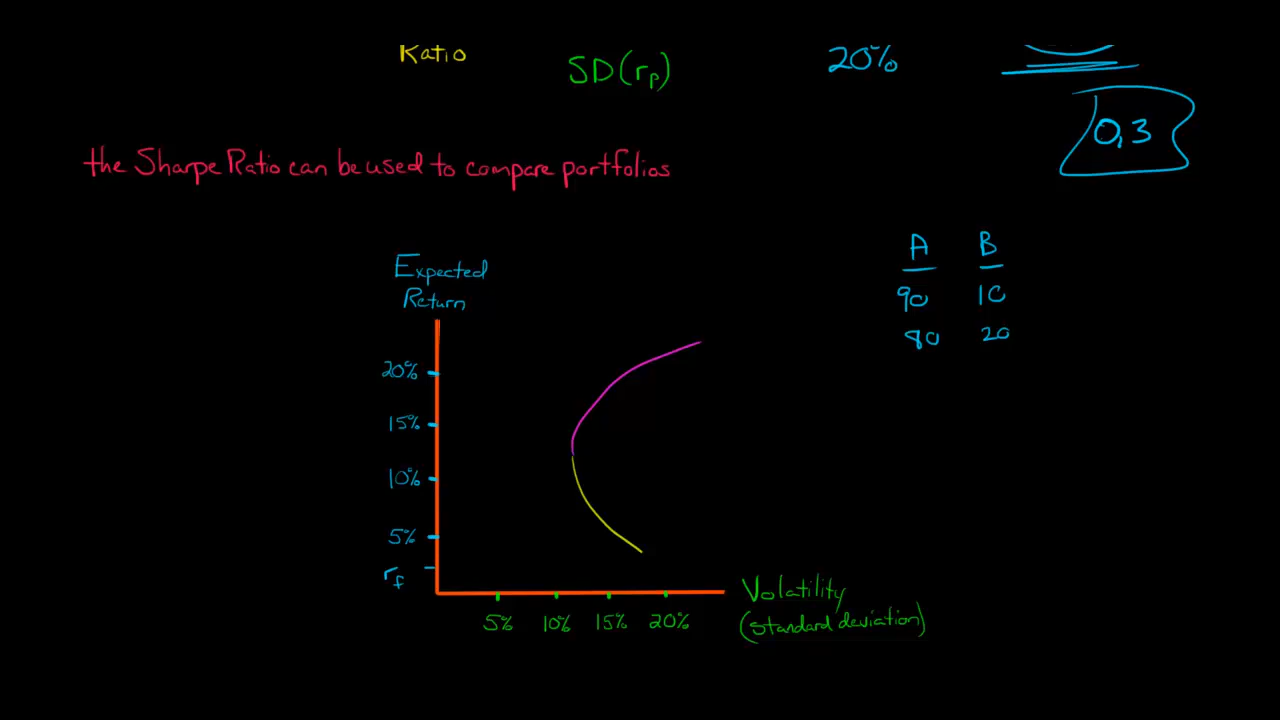 Ratio
SD(rp)
20%
0.3
the Sharpe Ratio can be used to compare portfolios
A B
90 10
80 20
Expected
Return
20%
15%
10%
5%
rf
5% 10% 15% 20%
Volatility
(standard deviation)